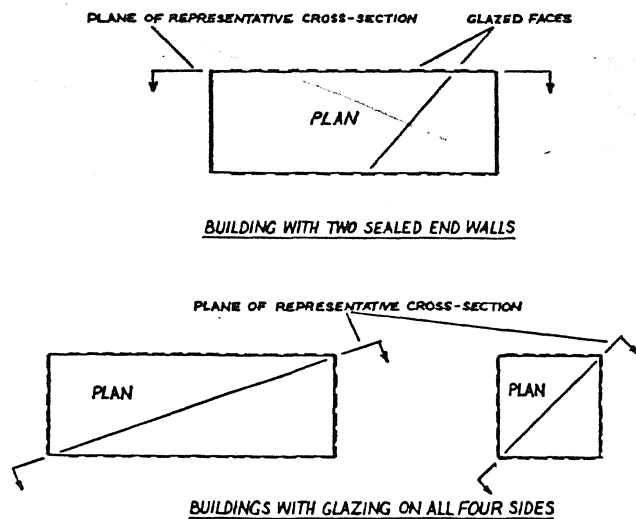 PLANE OF REPRESENTATIVE CROSS-SECTION
GLAZED FACES
PLAN
BUILDING WITH TWO SEALED END WALLS
PLANE OF REPRESENTATIVE CROSS-SECTION
PLAN
PLAN
BUILDINGS WITH GLAZING ON ALL FOUR SIDES